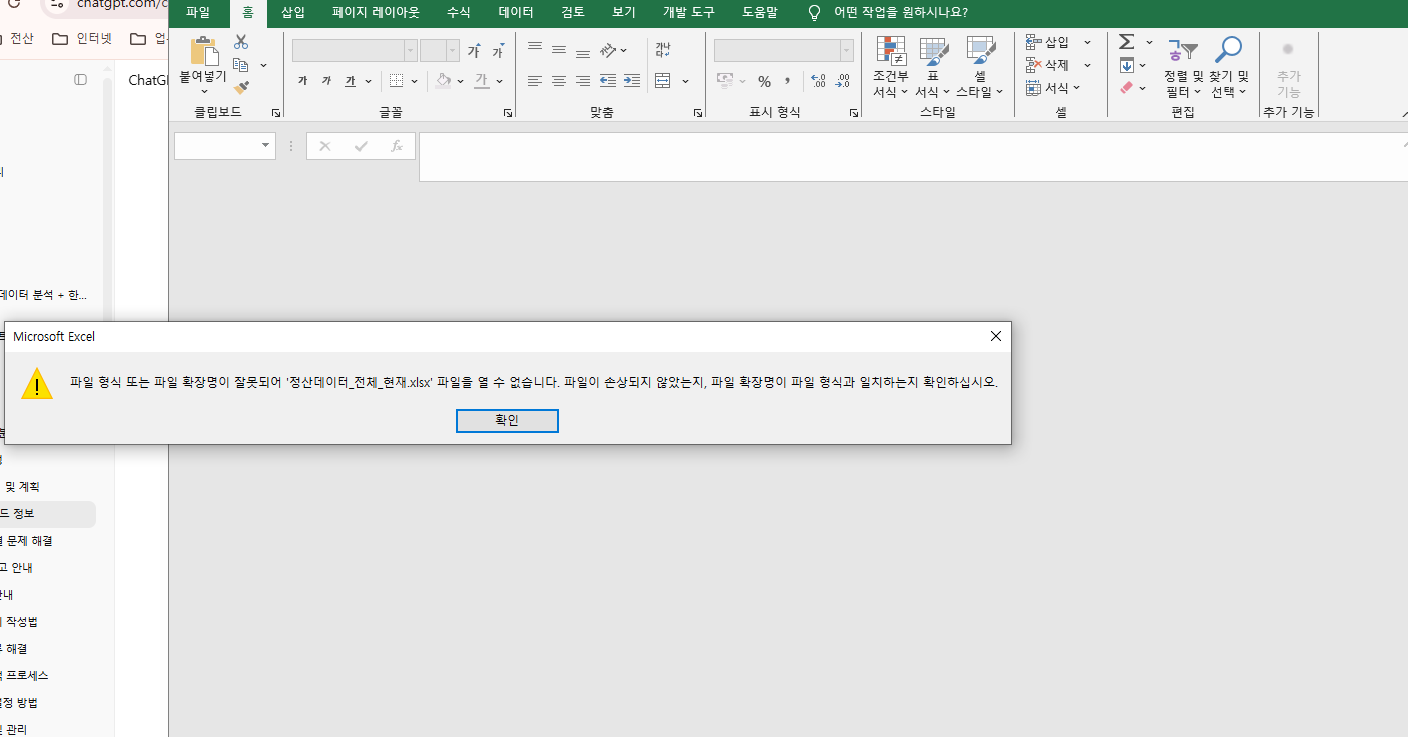 chatgpt.com/c
전산
인터넷
ChatG
파일 홈 삽입 페이지 레이아웃 수식 데이터 검토 보기 개발 도구 도움말 어떤 작업을 원하시나요?
붙여넣기
클립보드
가 가
가 가 가 가
글꼴
가나다
맞춤
% ,
표시 형식
조건부 서식
표 서식
셀 스타일
스타일
삽입
삭제
서식
셀
정렬 및 필터
찾기 및 선택
편집
추가 기능
추가 기능
fx
데이터 분석 + 한...
Microsoft Excel
파일 형식 또는 파일 확장명이 잘못되어 '정산데이터_전체_현재.xlsx' 파일을 열 수 없습니다. 파일이 손상되지 않았는지, 파일 확장명이 파일 형식과 일치하는지 확인하십시오.
확인
및 계획
드 정보
문제 해결
고 안내
안내
작성법
해결
프로세스
설정 방법
관리